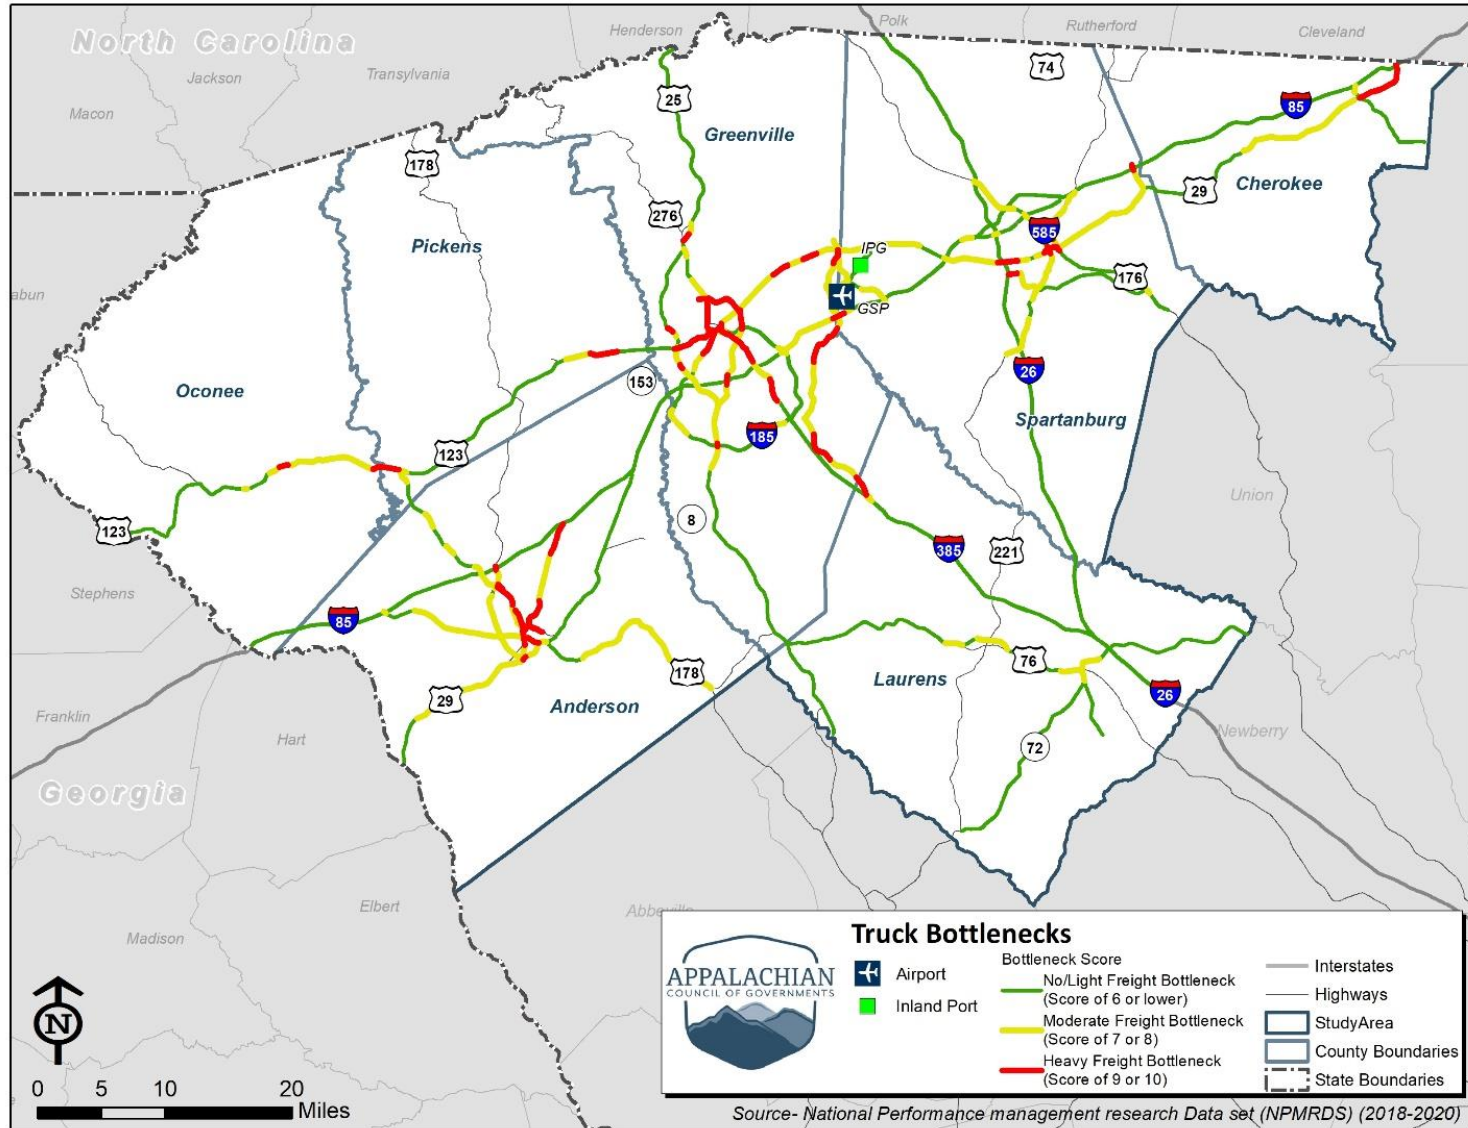 North Carolina
Henderson
Polk
Rutherford
Cleveland
Jackson
Transylvania
Macon
74
25
85
Greenville
178
29
Cherokee
276
585
Pickens
IPG
176
abun
GSP
Oconee
153
26
185
Spartanburg
123
Union
123
8
385
221
Stephens
85
76
178
Laurens
26
29
Anderson
Franklin
Hart
72
Newberry
Georgia
Elbert
Abbeville
Madison
N
0 5 10 20
Miles
APPALACHIAN
COUNCIL OF GOVERNMENTS
Truck Bottlenecks
Airport
Inland Port
Bottleneck Score
No/Light Freight Bottleneck
(Score of 6 or lower)
Moderate Freight Bottleneck
(Score of 7 or 8)
Heavy Freight Bottleneck
(Score of 9 or 10)
Interstates
Highways
StudyArea
County Boundaries
State Boundaries
Source- National Performance management research Data set (NPMRDS) (2018-2020)